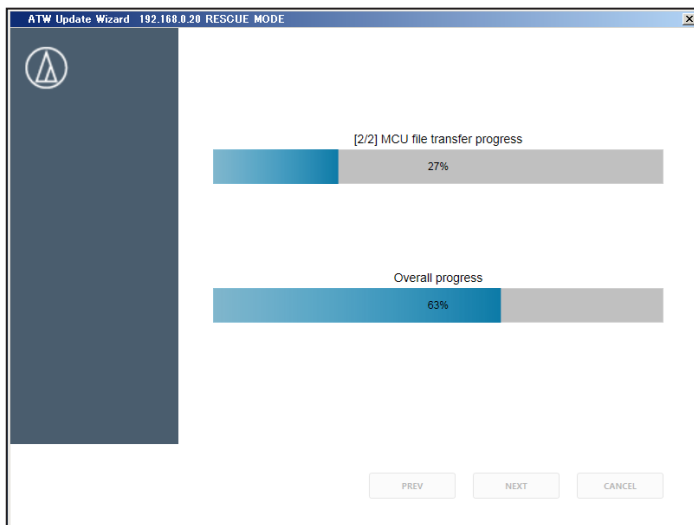 ATW Update Wizard 192.168.0.20 RESCUE MODE
[2/2] MCU file transfer progress
27%
Overall progress
63%
PREV NEXT CANCEL